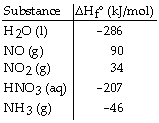 Substance ΔHf° (kJ/mol)
H2O (l) −286
NO (g) 90
NO2 (g) 34
HNO3 (aq) −207
NH3 (g) −46